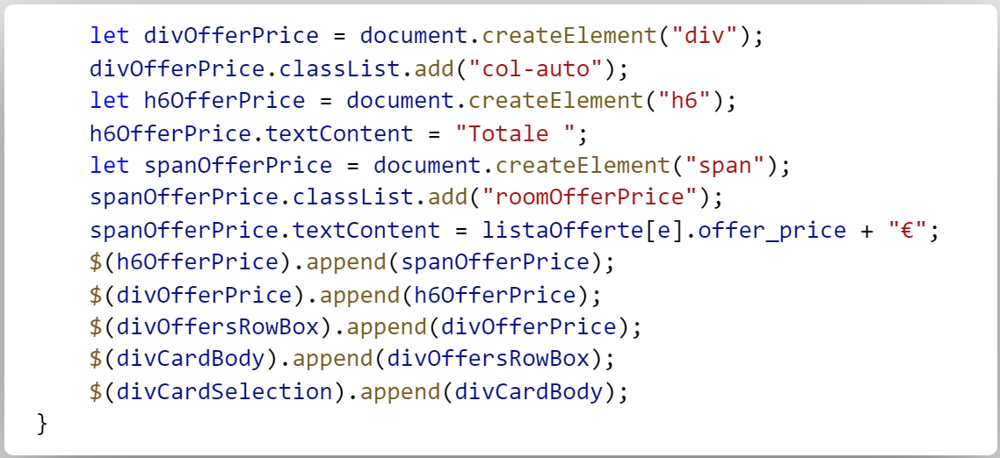 let divOfferPrice = document.createElement("div");
divOfferPrice.classList.add("col-auto");
let h6OfferPrice = document.createElement("h6");
h6OfferPrice.textContent = "Totale ";
let spanOfferPrice = document.createElement("span");
spanOfferPrice.classList.add("roomOfferPrice");
spanOfferPrice.textContent = listaOfferte[e].offer_price + "€";
$(h6OfferPrice).append(spanOfferPrice);
$(divOfferPrice).append(h6OfferPrice);
$(divOffersRowBox).append(divOfferPrice);
$(divCardBody).append(divOffersRowBox);
$(divCardSelection).append(divCardBody);
}